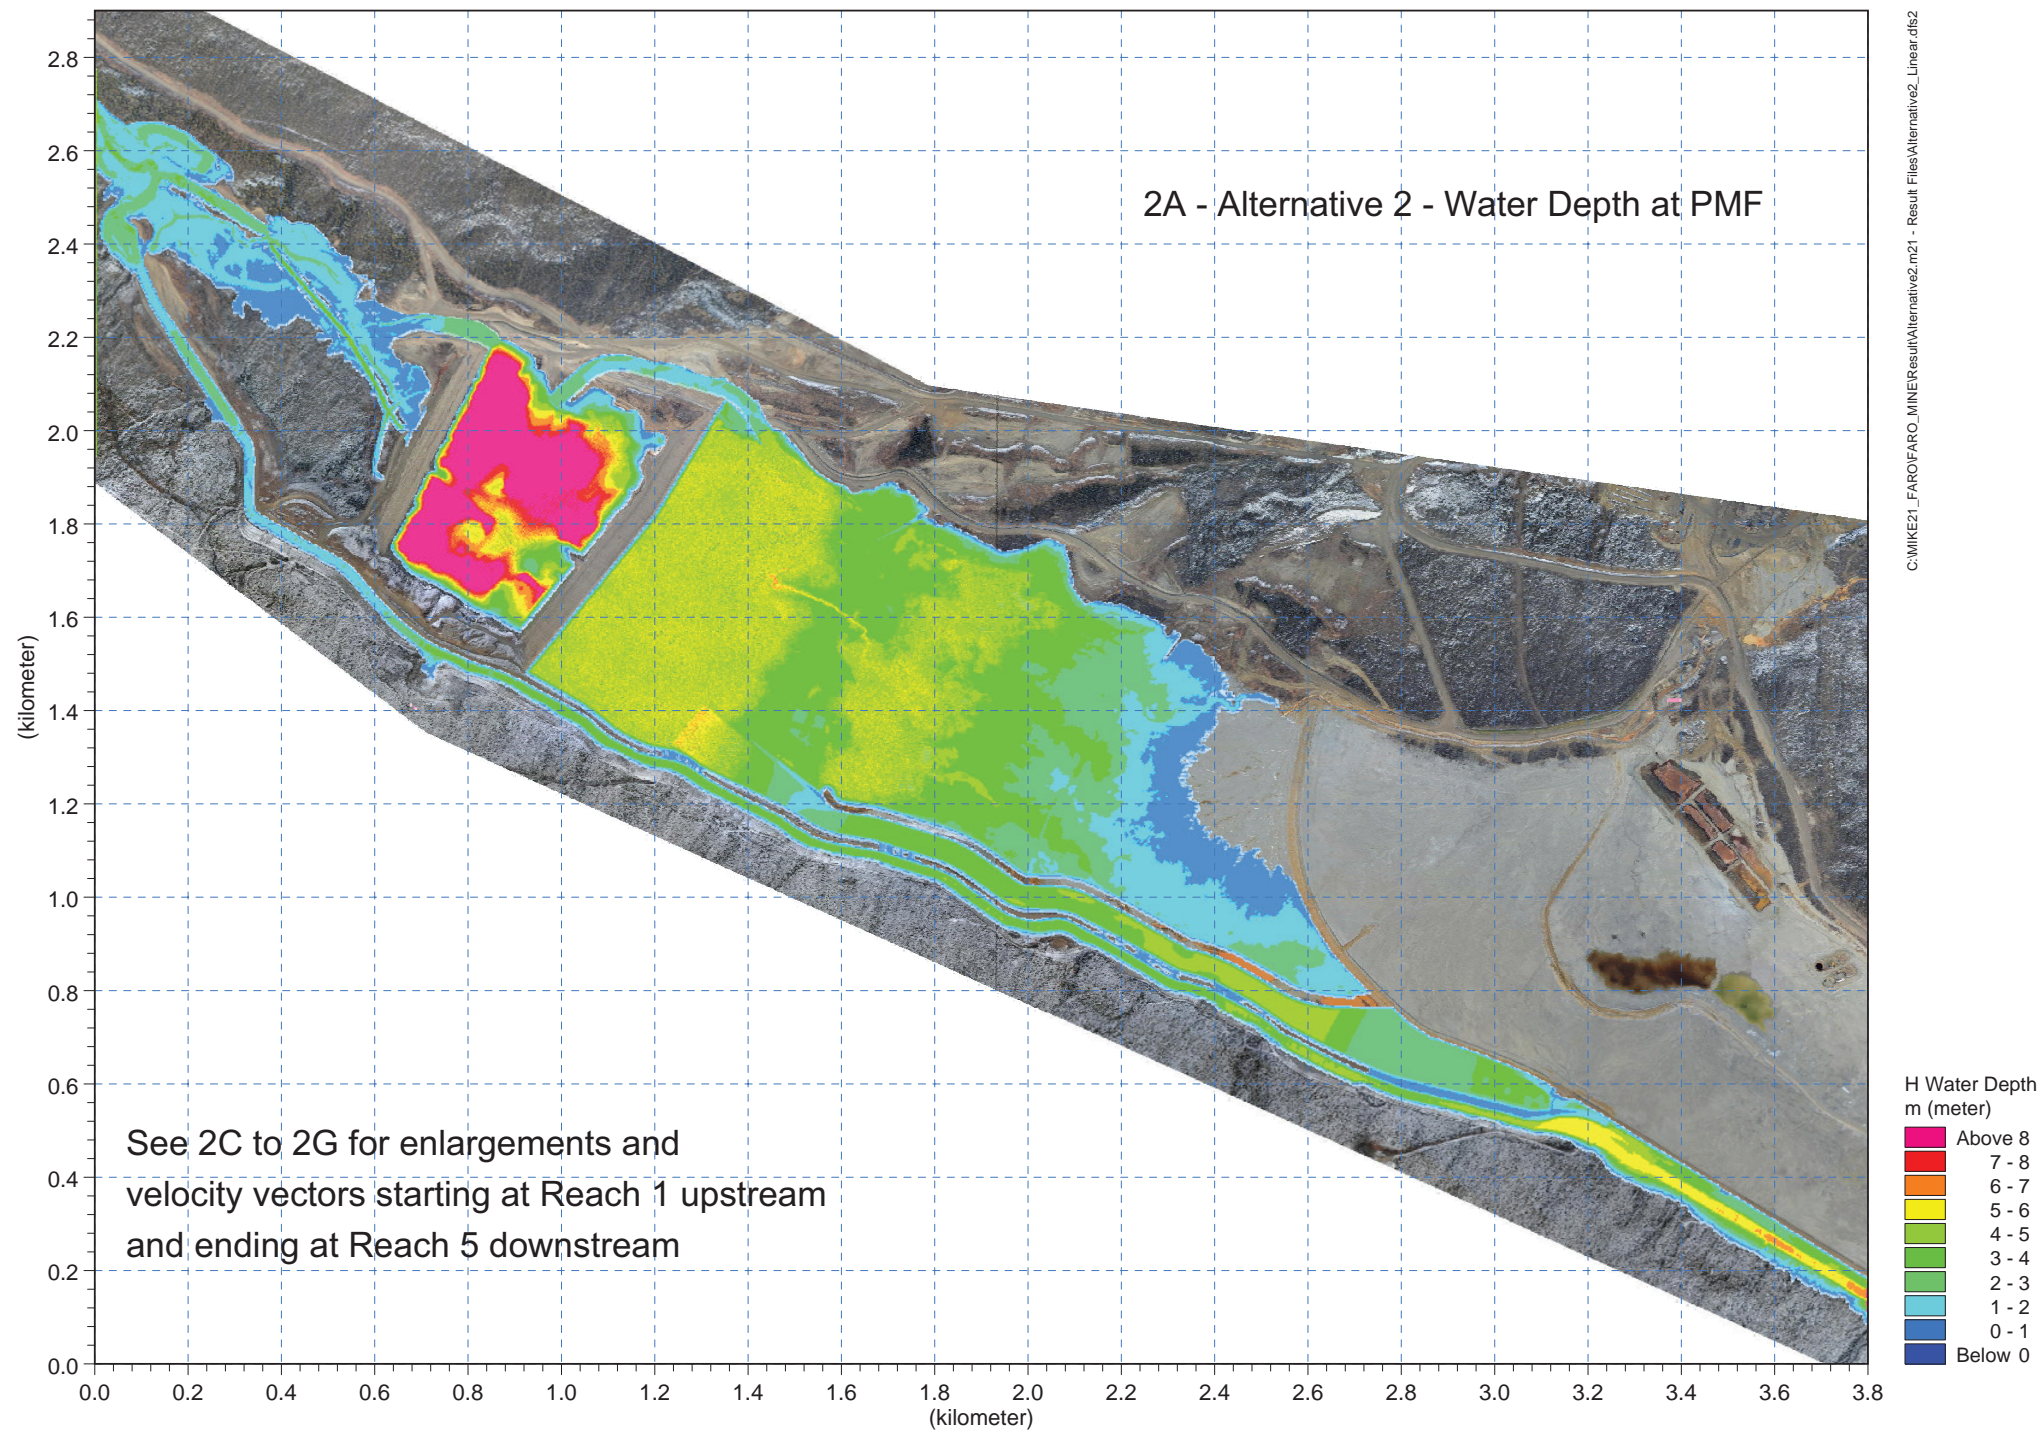 2A - Alternative 2 - Water Depth at PMF
See 2C to 2G for enlargements and
velocity vectors starting at Reach 1 upstream
and ending at Reach 5 downstream
(kilometer)
2.8
2.6
2.4
2.2
2.0
1.8
1.6
1.4
1.2
1.0
0.8
0.6
0.4
0.2
0.0
0.0 0.2 0.4 0.6 0.8 1.0 1.2 1.4 1.6 1.8 2.0 2.2 2.4 2.6 2.8 3.0 3.2 3.4 3.6 3.8
(kilometer)
C:\MIKE21_FARO\FARO_MINE\Result\Alternative2.m21 - Result Files\Alternative2_Linear.dfs2
H Water Depth
m (meter)
Above 8
7 - 8
6 - 7
5 - 6
4 - 5
3 - 4
2 - 3
1 - 2
0 - 1
Below 0